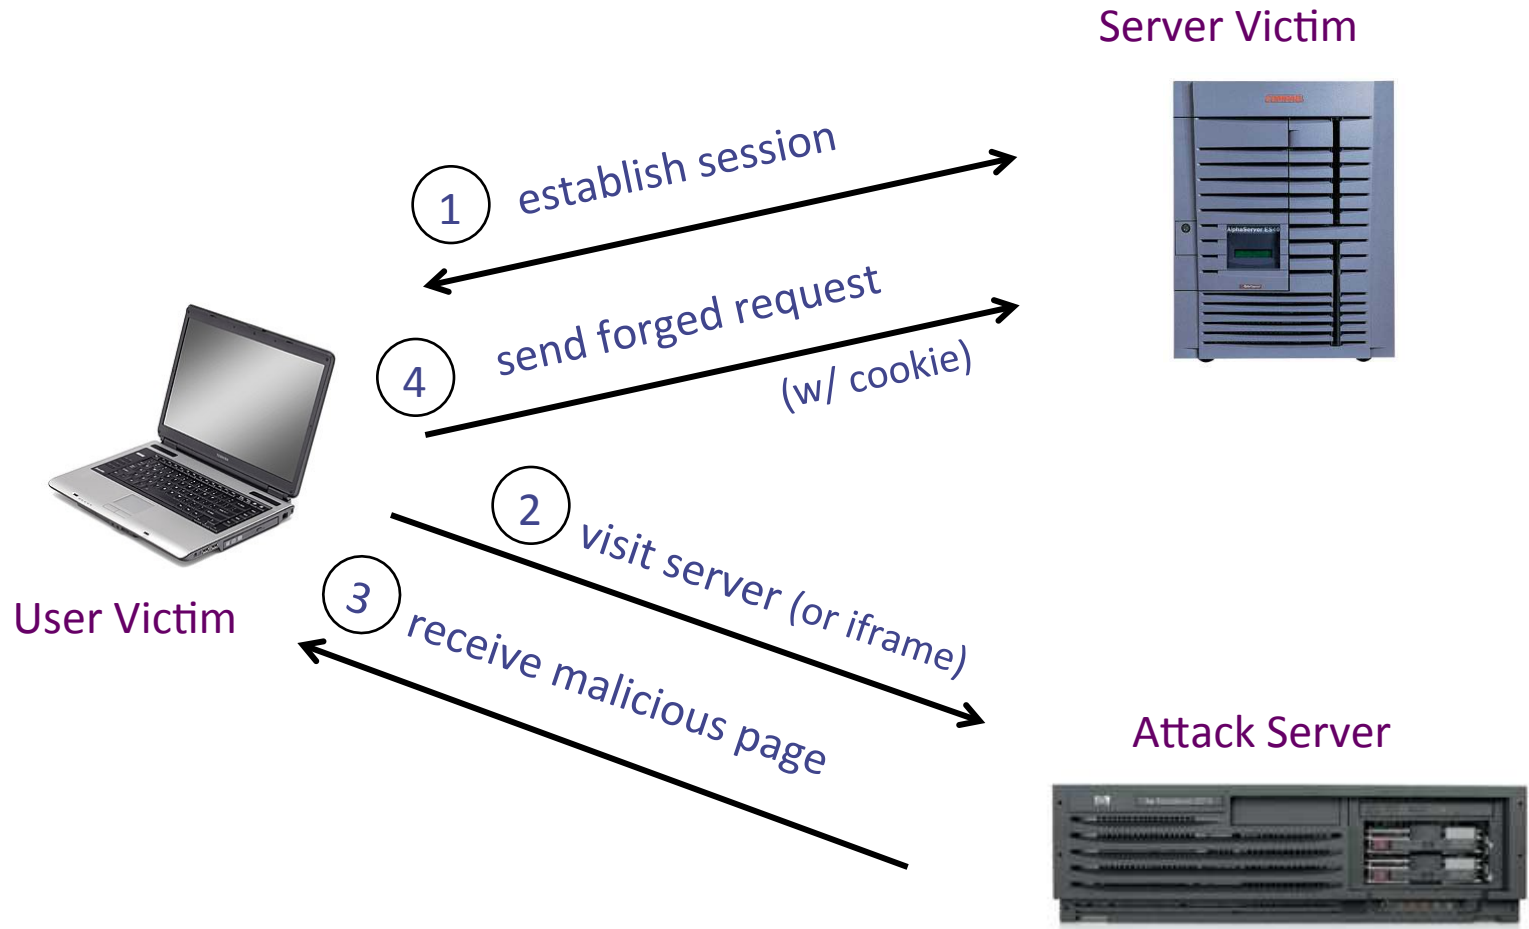 Server Victim
1 establish session
4 send forged request
(w/ cookie)
AlphaServer
2 visit server (or iframe)
User Victim
3 receive malicious page
Attack Server